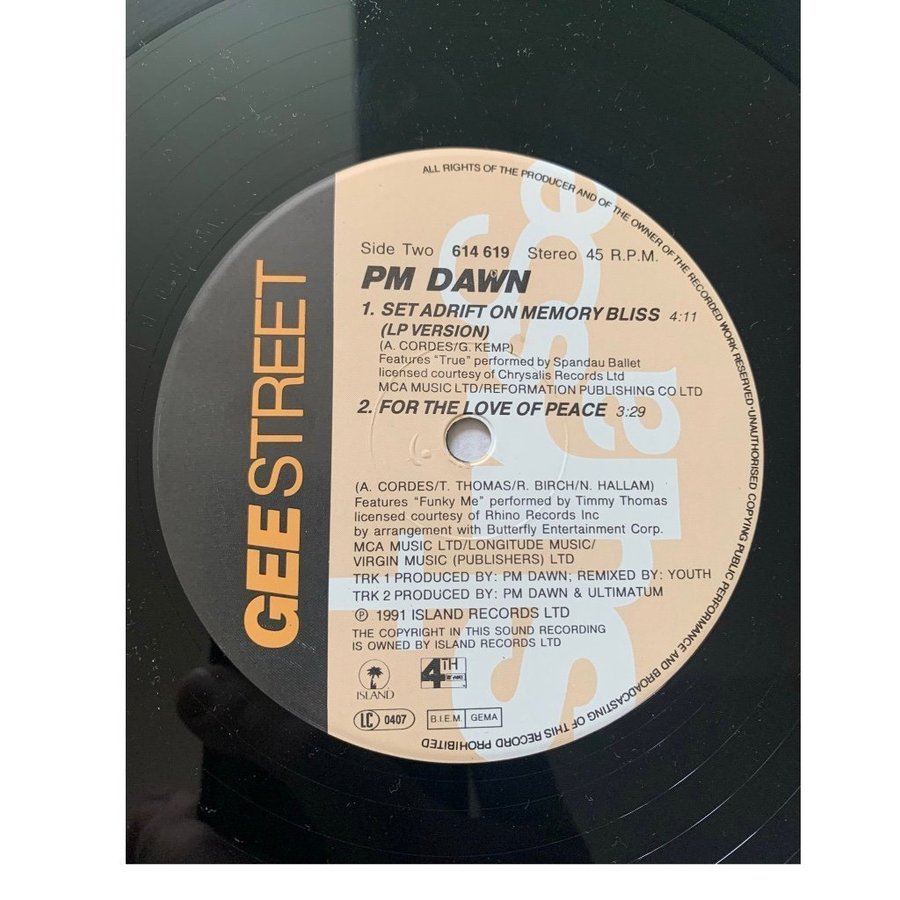 ALL RIGHTS OF THE PRODUCER AND OF THE OWNER OF THE RECORDED WORK RESERVED·UNAUTHORISED COPYING PUBLIC PERFORMANCE AND BROADCASTING OF THIS RECORD PROHIBITED
GEE STREET
Side Two 614 619 Stereo 45 R.P.M.
PM DAWN
1. SET ADRIFT ON MEMORY BLISS 4:11
(LP VERSION)
(A. CORDES/G. KEMP)
Features "True" performed by Spandau Ballet
licensed courtesy of Chrysalis Records Ltd
MCA MUSIC LTD/REFORMATION PUBLISHING CO LTD
2. FOR THE LOVE OF PEACE 3:29
(A. CORDES/T. THOMAS/R. BIRCH/N. HALLAM)
Features "Funky Me" performed by Timmy Thomas
licensed courtesy of Rhino Records Inc
by arrangement with Butterfly Entertainment Corp.
MCA MUSIC LTD/LONGITUDE MUSIC/
VIRGIN MUSIC (PUBLISHERS) LTD
TRK 1 PRODUCED BY: PM DAWN; REMIXED BY: YOUTH
TRK 2 PRODUCED BY: PM DAWN & ULTIMATUM
℗ 1991 ISLAND RECORDS LTD
THE COPYRIGHT IN THIS SOUND RECORDING
IS OWNED BY ISLAND RECORDS LTD
ISLAND
4TH
LC 0407 B.I.E.M. GEMA